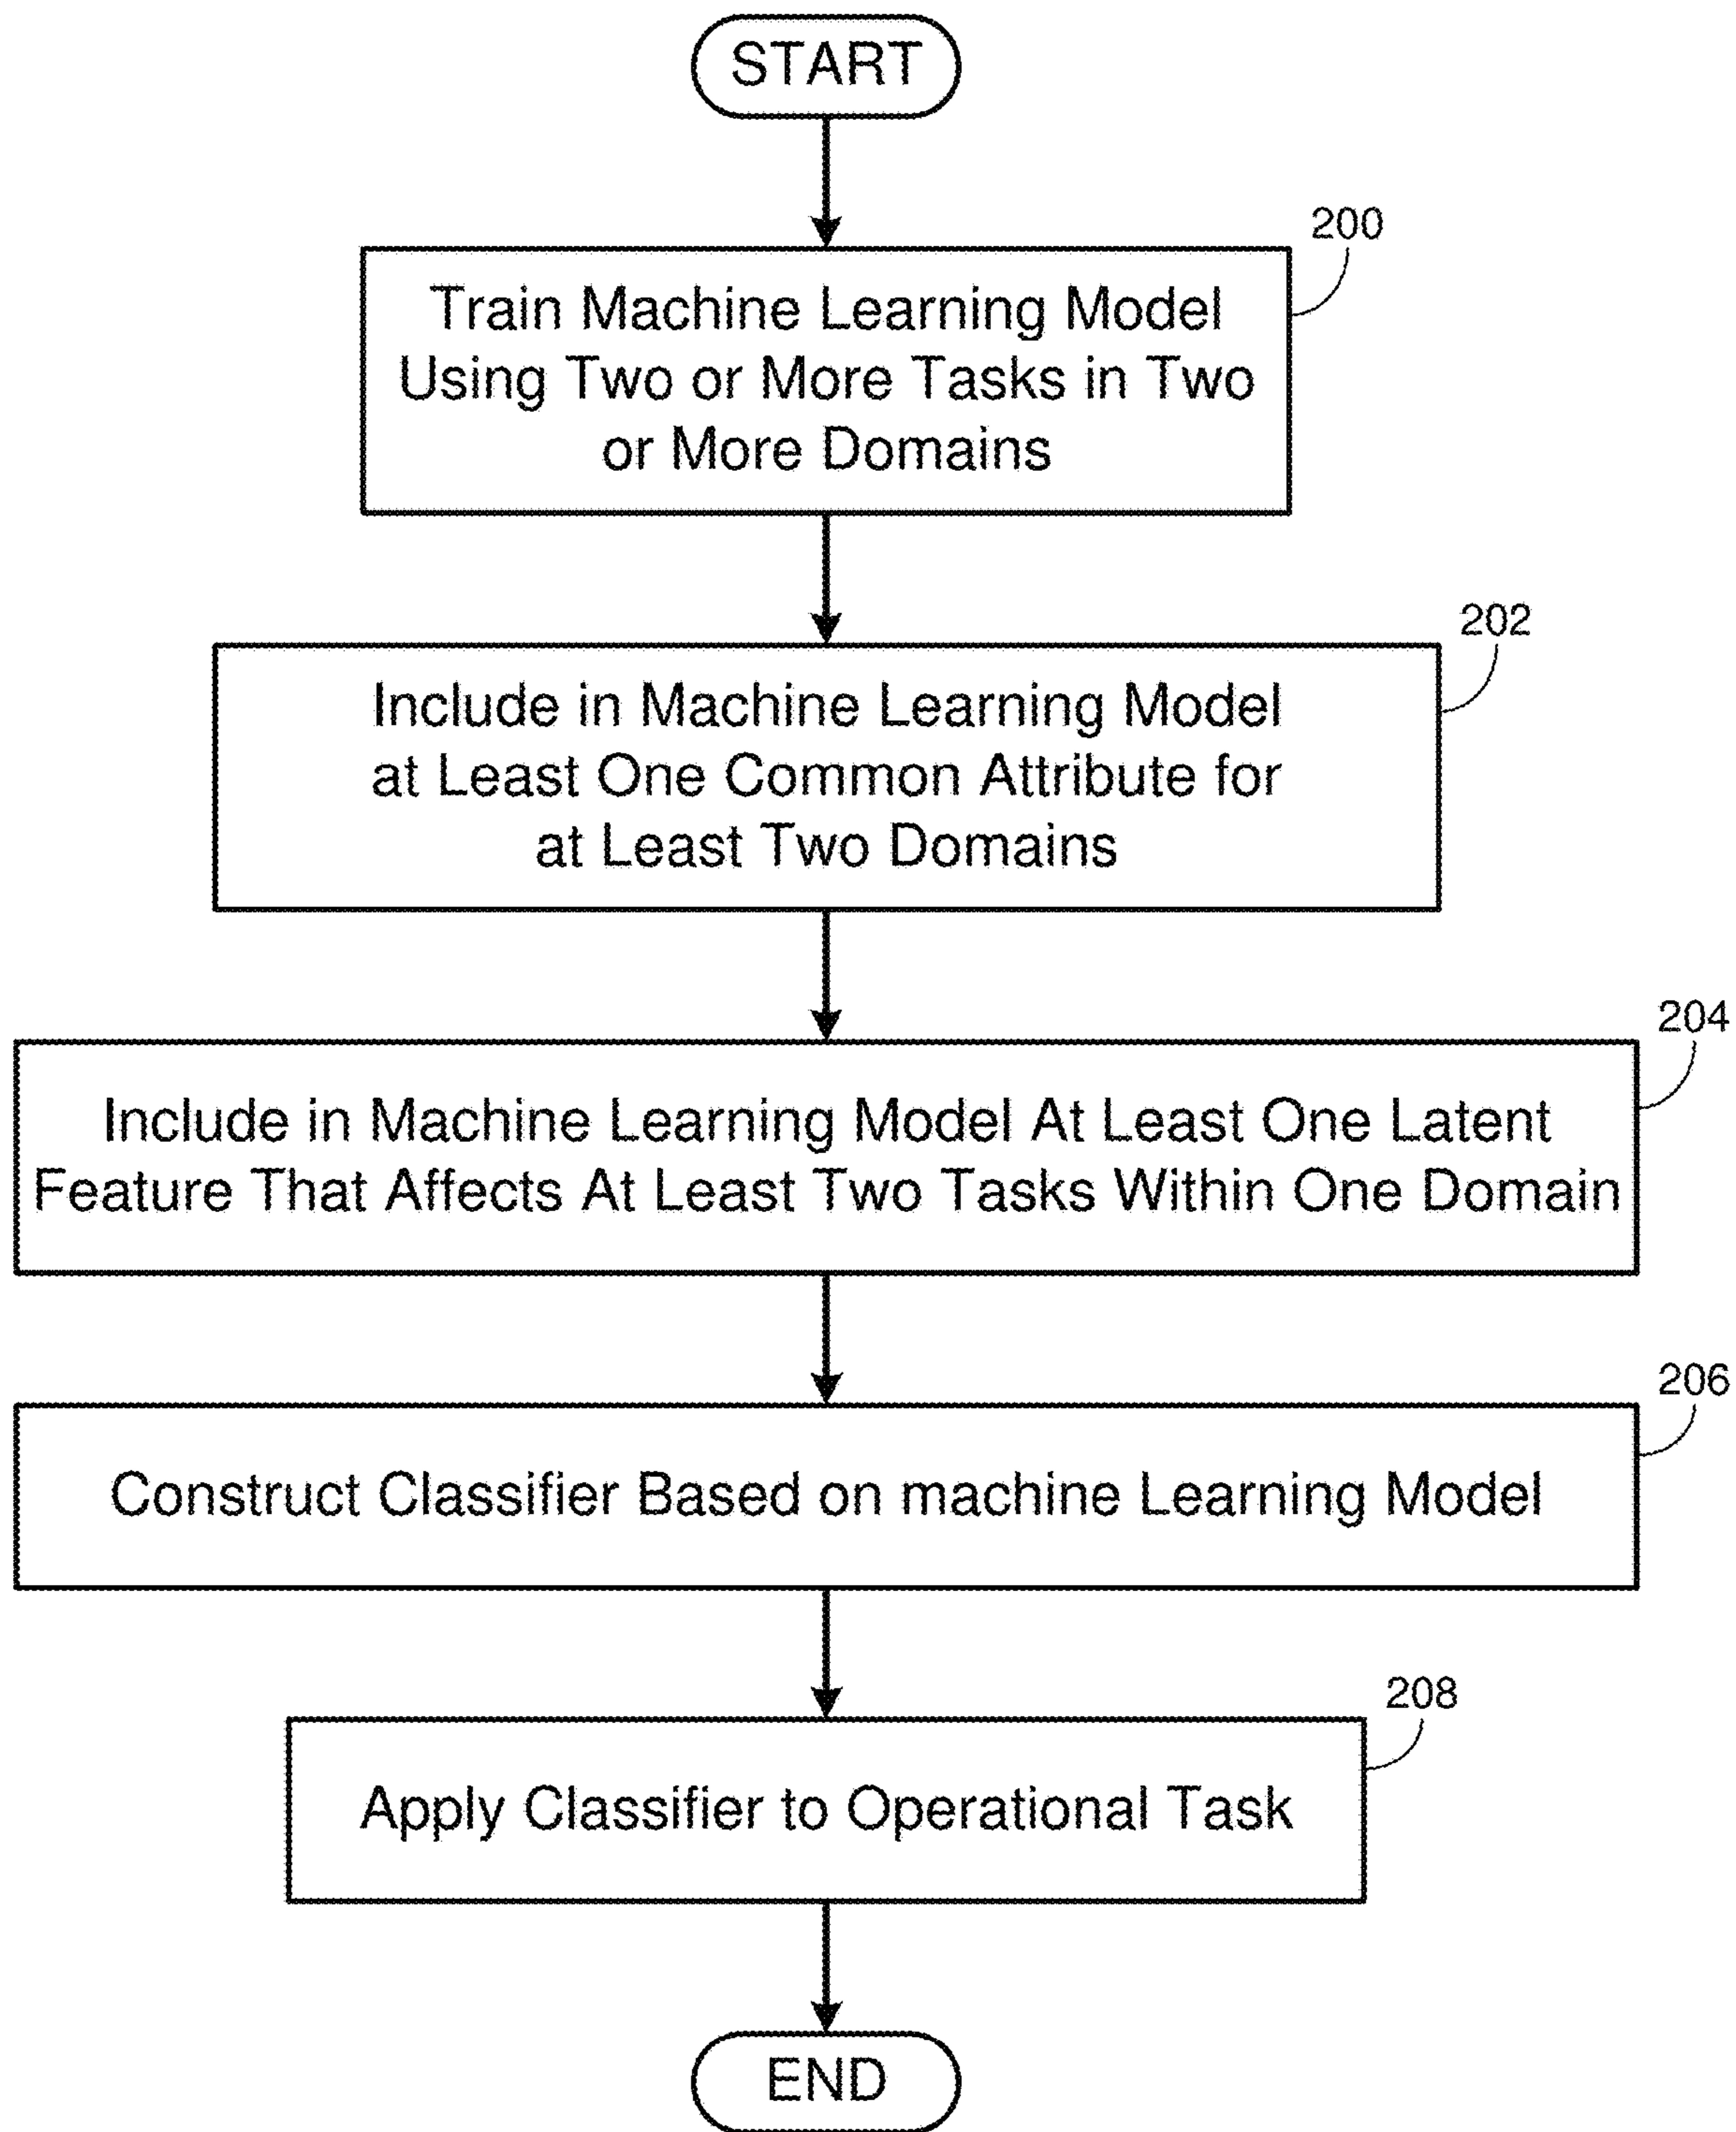 START
200
Train Machine Learning Model
Using Two or More Tasks in Two
or More Domains
202
Include in Machine Learning Model
at Least One Common Attribute for
at Least Two Domains
204
Include in Machine Learning Model At Least One Latent
Feature That Affects At Least Two Tasks Within One Domain
206
Construct Classifier Based on machine Learning Model
208
Apply Classifier to Operational Task
END